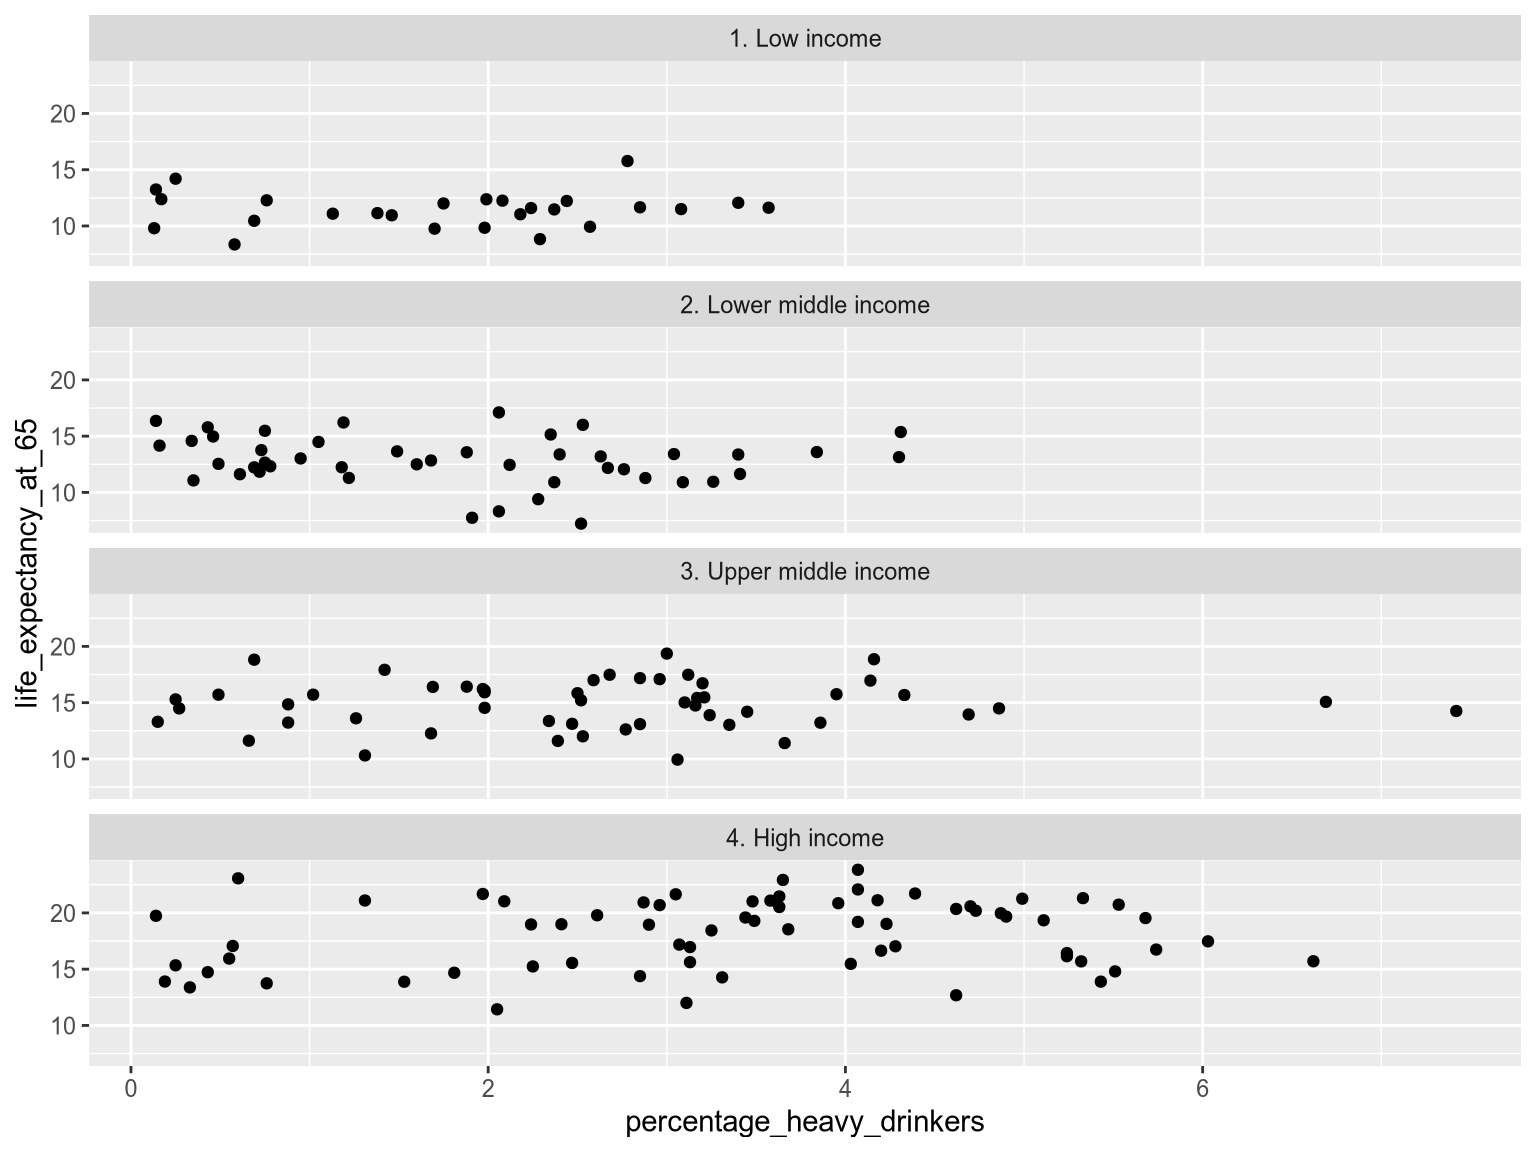 1. Low income
20
15
10
2. Lower middle income
20
15
10
3. Upper middle income
20
15
10
4. High income
20
15
10
0 2 4 6
percentage_heavy_drinkers
life_expectancy_at_65